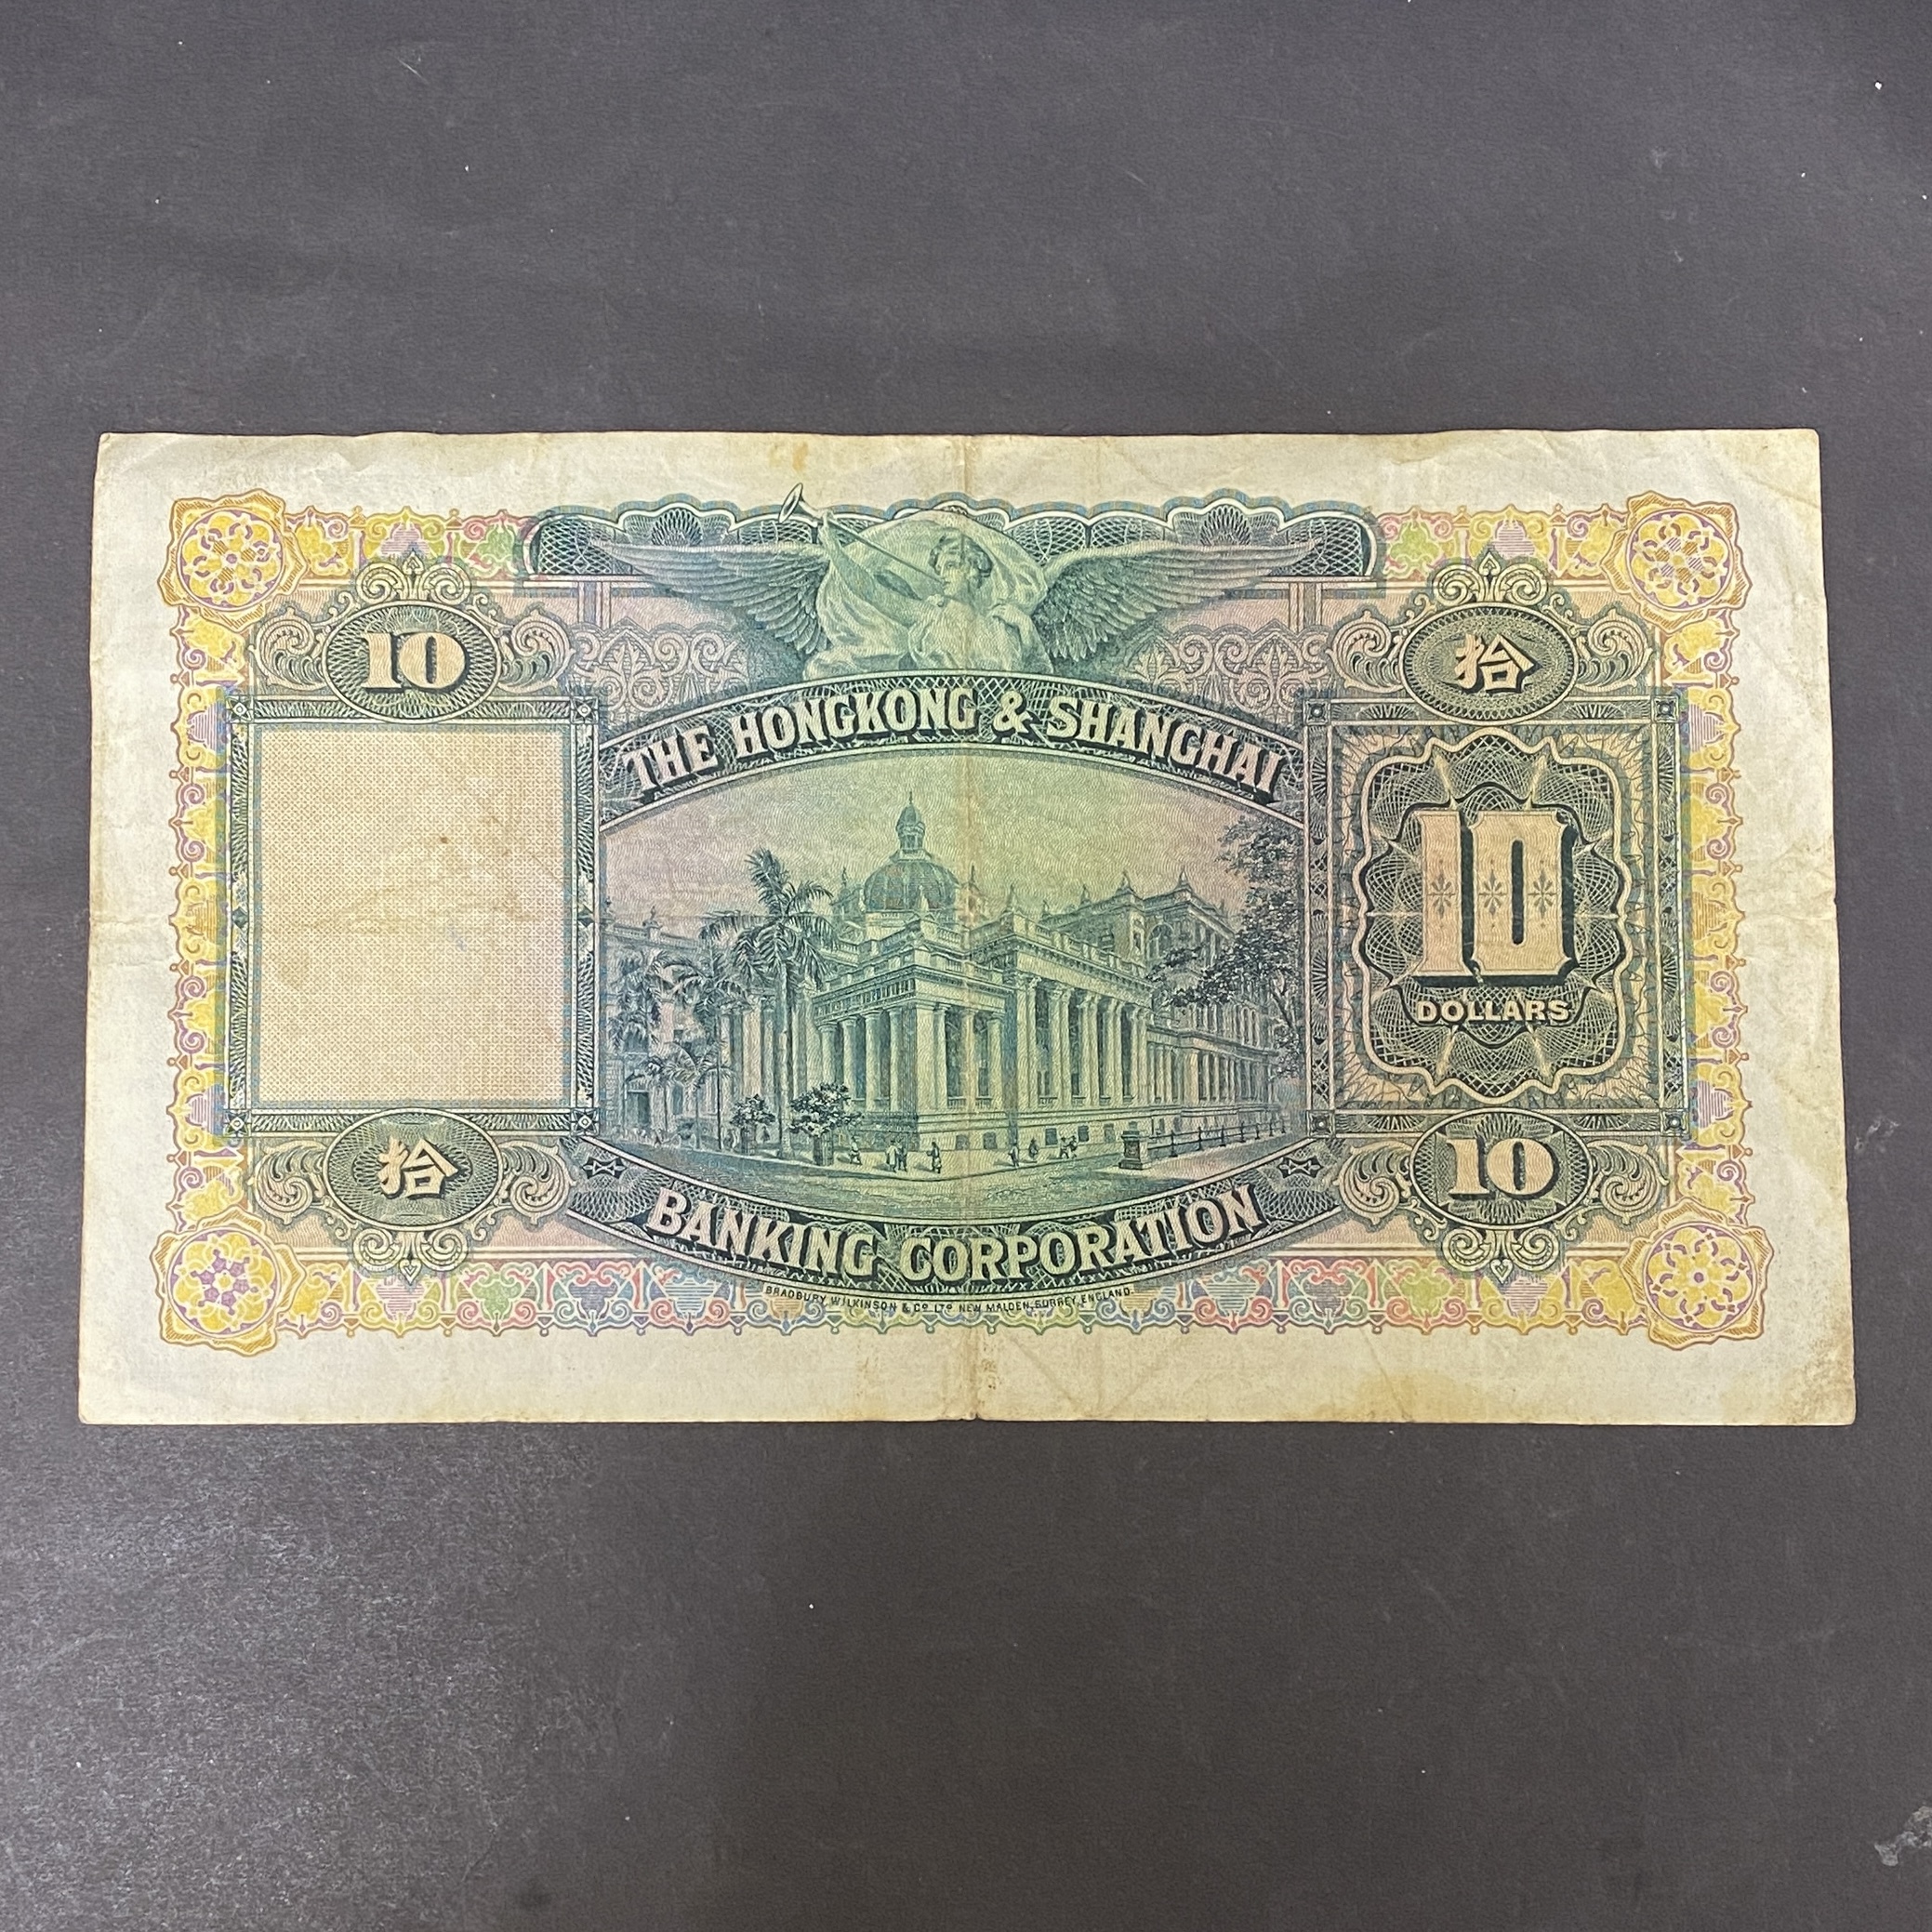 10
拾
THE HONGKONG & SHANGHAI
10
DOLLARS
拾
10
BANKING CORPORATION
BRADBURY WILKINSON & Cº. LTD NEW MALDEN, SURREY, ENGLAND.